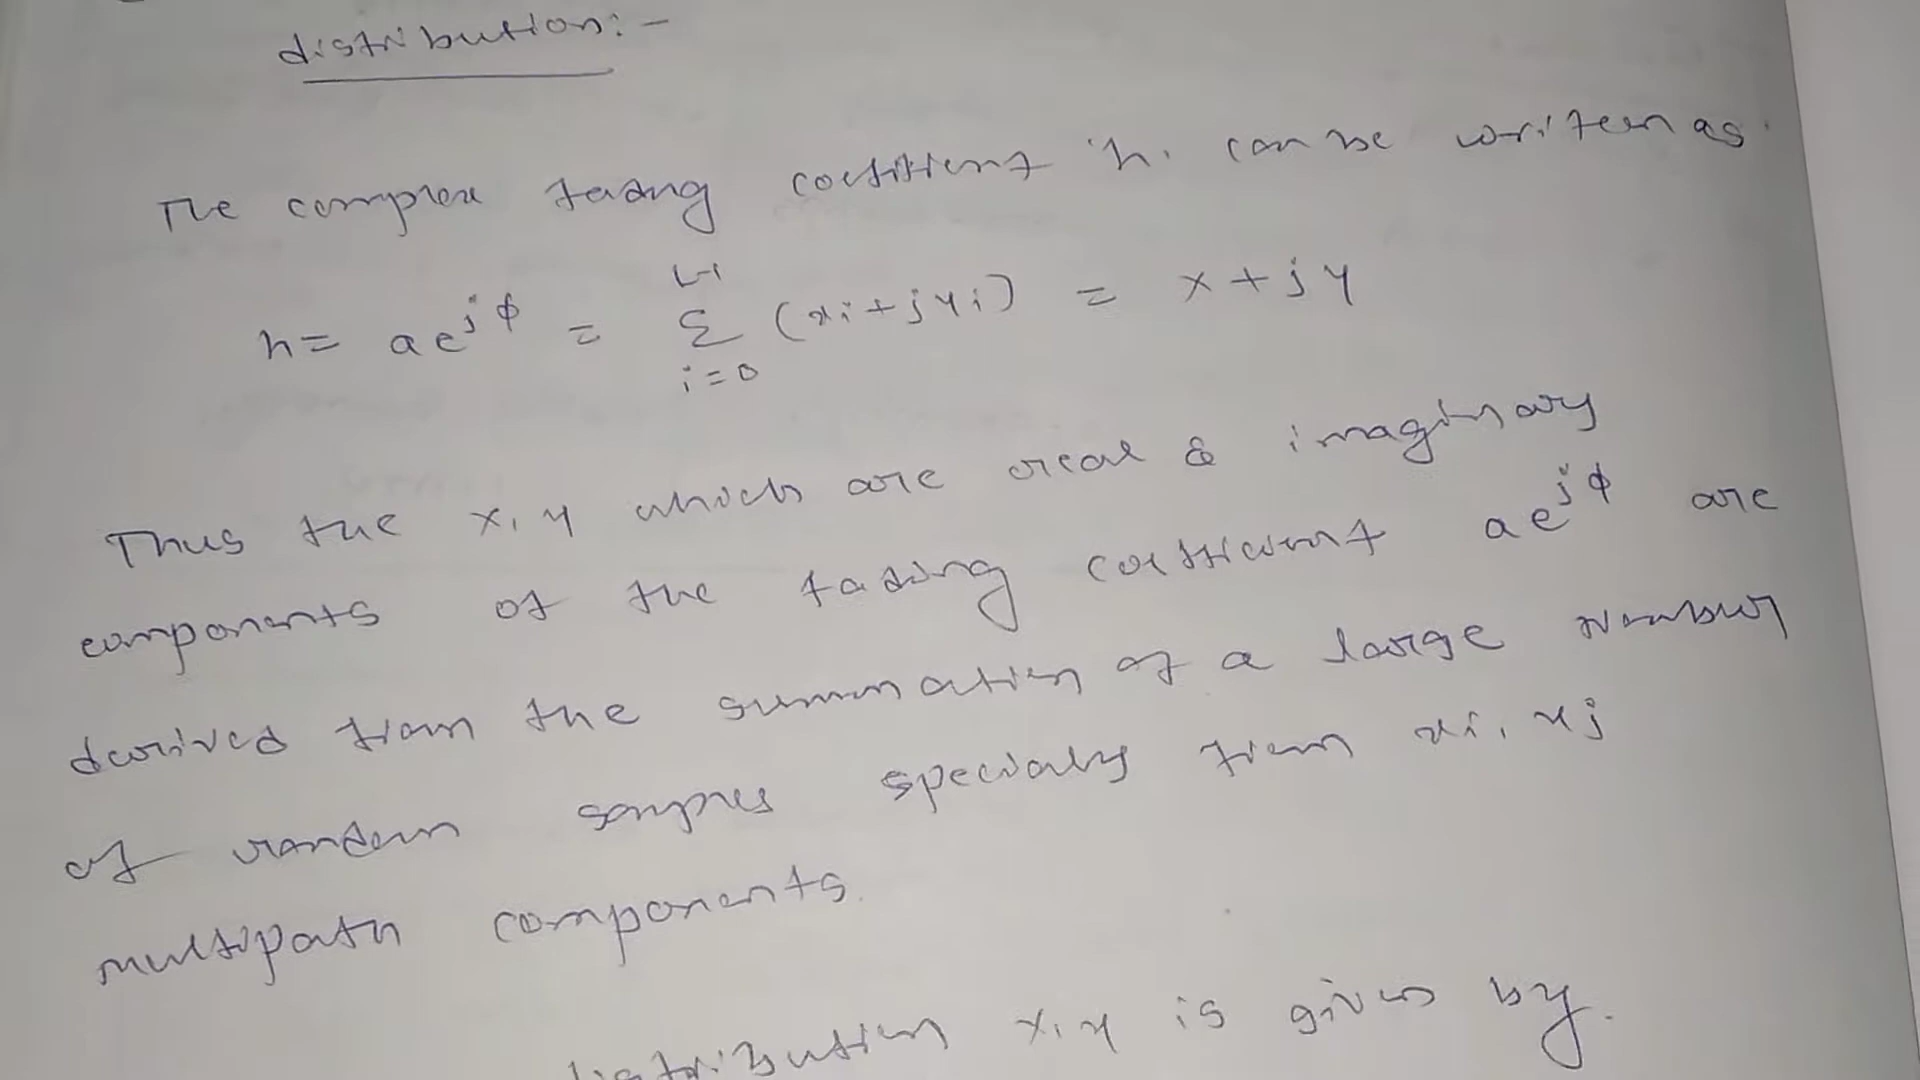 distribution:-
The complex fading coefficient 'h' can be written as
h = ae^{jφ} = \sum_{i=0}^{L-1} (xi + jyi) = x + jy
Thus the x, y which are real & imaginary
components of the fading coefficient ae^{jφ} are
derived from the summation of a large number
of random samples specialy from xi, xj
multipath components.
distribution x, y is given by.